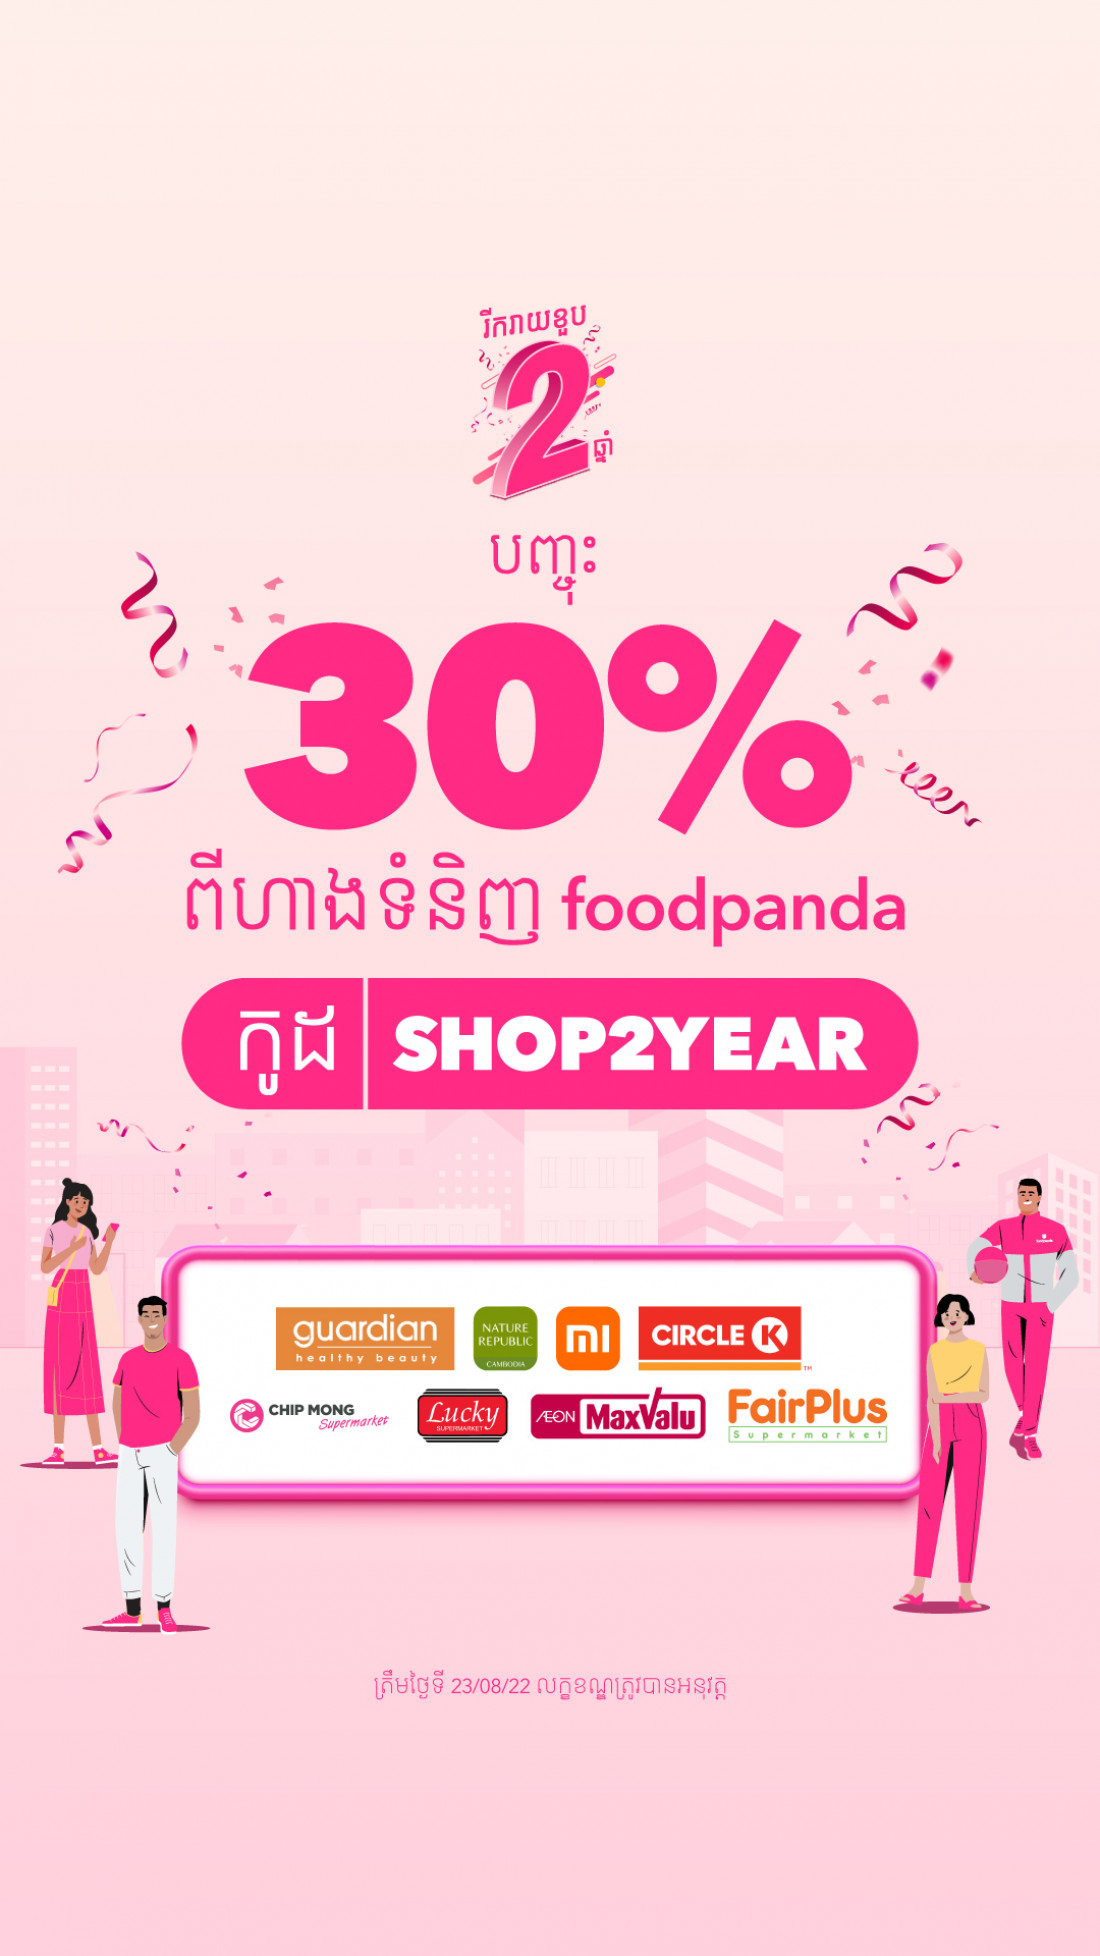 រីករាយខួប
2
ឆ្នាំ
បញ្ចុះ
30%
ពីហាងទំនិញ foodpanda
កូដ SHOP2YEAR
guardian
healthy beauty
NATURE
REPUBLIC
CAMBODIA
mi
CIRCLE K
TM
CHIP MONG
Supermarket
Lucky
SUPERMARKET
ÆON MaxValu
FairPlus
Supermarket
ត្រឹមថ្ងៃទី 23/08/22 លក្ខខណ្ឌត្រូវបានអនុវត្ត